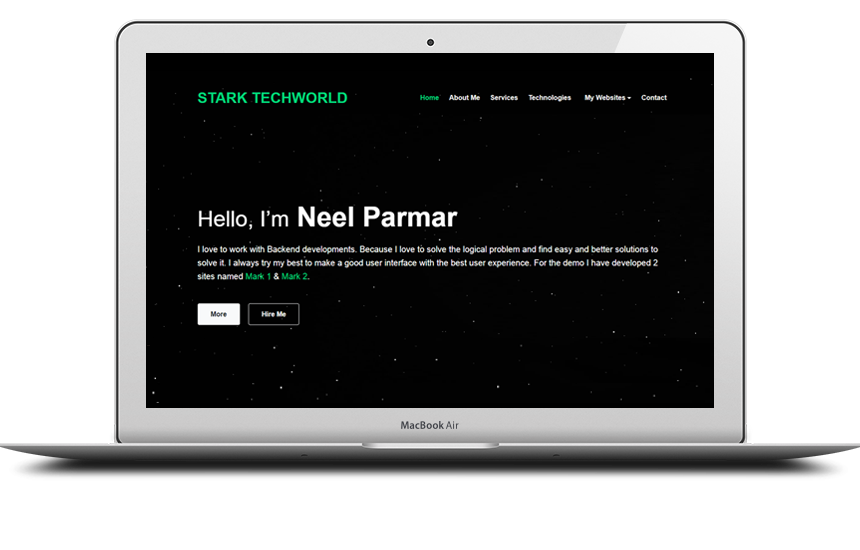 STARK TECHWORLD
Home About Me Services Technologies My Websites Contact
Hello, I'm Neel Parmar
I love to work with Backend developments. Because I love to solve the logical problem and find easy and better solutions to
solve it. I always try my best to make a good user interface with the best user experience. For the demo I have developed 2
sites named Mark 1 & Mark 2.
More Hire Me
MacBook Air